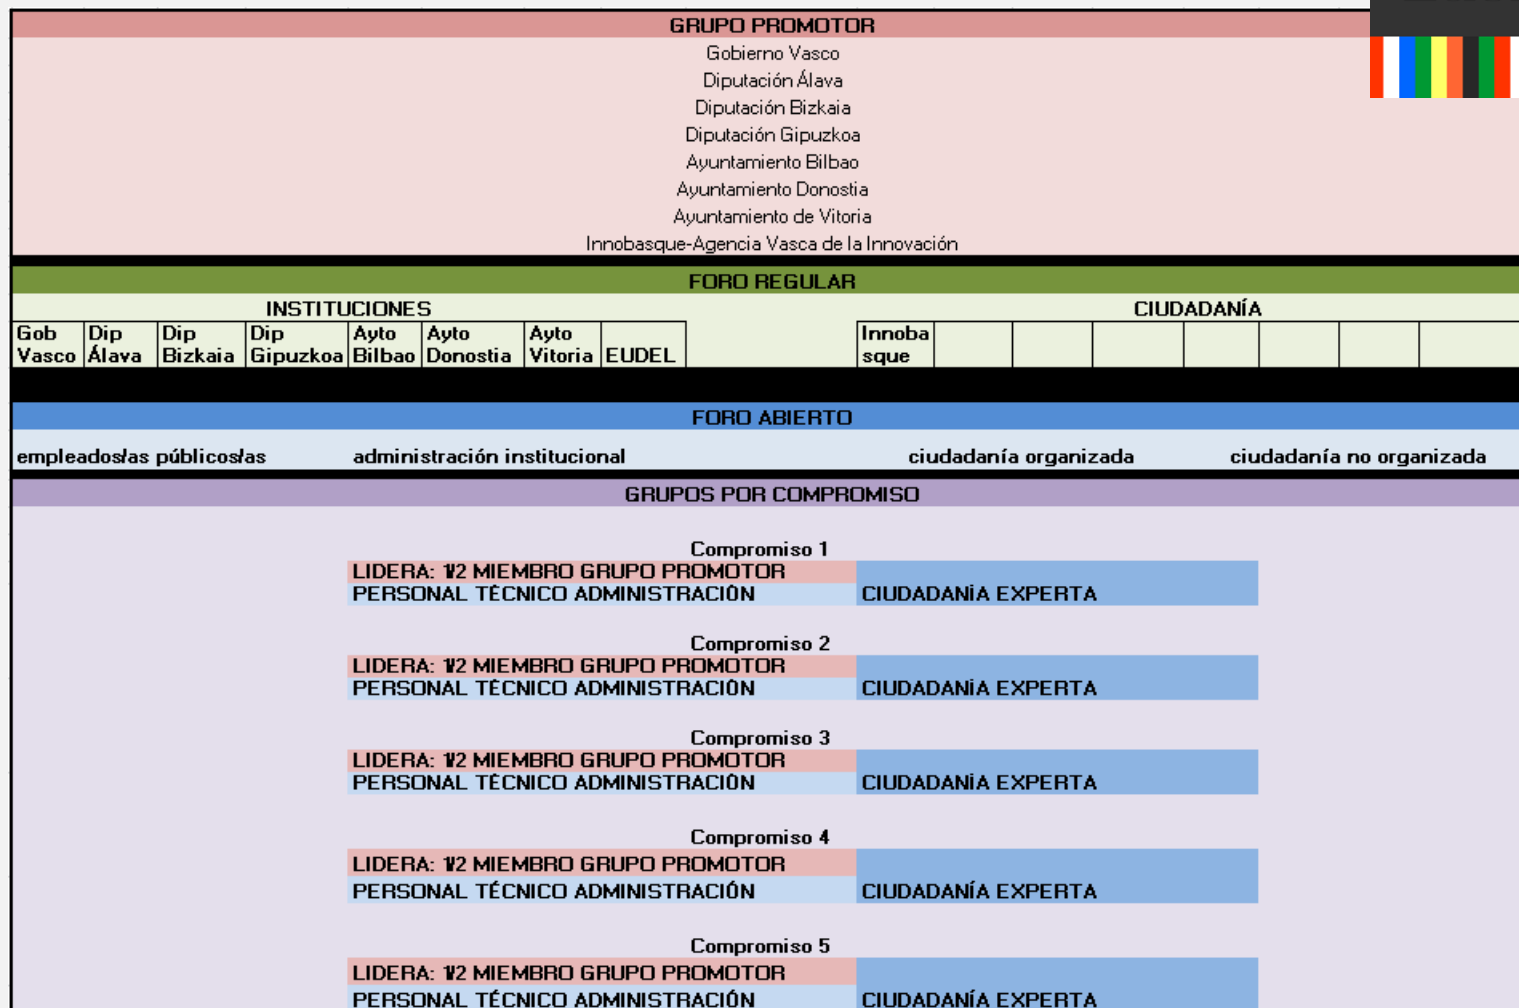 GRUPO PROMOTOR
Gobierno Vasco
Diputación Álava
Diputación Bizkaia
Diputación Gipuzkoa
Ayuntamiento Bilbao
Ayuntamiento Donostia
Ayuntamiento de Vitoria
Innobasque-Agencia Vasca de la Innovación
FORO REGULAR
INSTITUCIONES CIUDADANÍA
Gob Dip Dip Dip Ayto Ayto Ayto Innoba
Vasco Álava Bizkaia Gipuzkoa Bilbao Donostia Vitoria EUDEL sque
FORO ABIERTO
empleados/as públicos/as administración institucional ciudadanía organizada ciudadanía no organizada
GRUPOS POR COMPROMISO
Compromiso 1
LIDERA: 1/2 MIEMBRO GRUPO PROMOTOR
PERSONAL TÉCNICO ADMINISTRACIÓN CIUDADANÍA EXPERTA
Compromiso 2
LIDERA: 1/2 MIEMBRO GRUPO PROMOTOR
PERSONAL TÉCNICO ADMINISTRACIÓN CIUDADANÍA EXPERTA
Compromiso 3
LIDERA: 1/2 MIEMBRO GRUPO PROMOTOR
PERSONAL TÉCNICO ADMINISTRACIÓN CIUDADANÍA EXPERTA
Compromiso 4
LIDERA: 1/2 MIEMBRO GRUPO PROMOTOR
PERSONAL TÉCNICO ADMINISTRACIÓN CIUDADANÍA EXPERTA
Compromiso 5
LIDERA: 1/2 MIEMBRO GRUPO PROMOTOR
PERSONAL TÉCNICO ADMINISTRACIÓN CIUDADANÍA EXPERTA